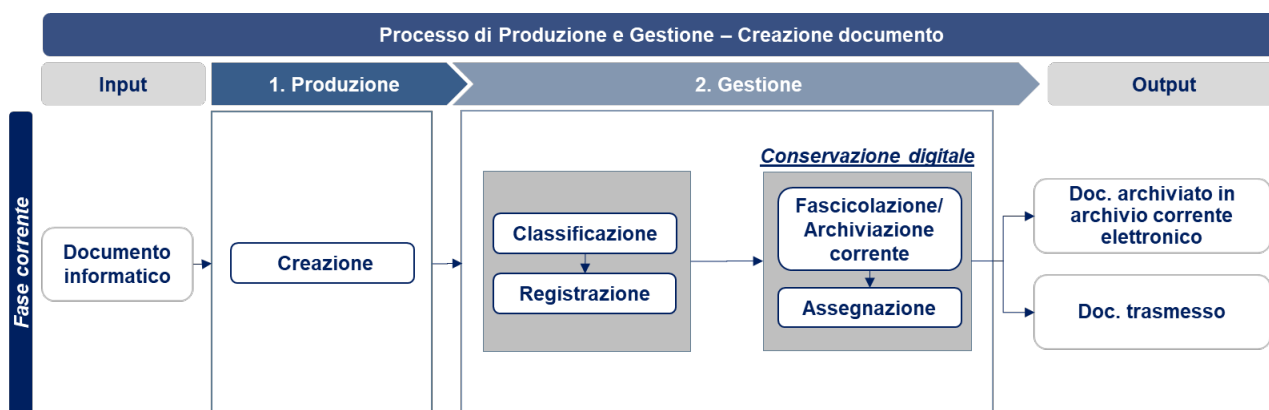 Processo di Produzione e Gestione – Creazione documento
Input
1. Produzione
2. Gestione
Output
Fase corrente
Documento
informatico
Creazione
Classificazione
Registrazione
Conservazione digitale
Fascicolazione/
Archiviazione
corrente
Assegnazione
Doc. archiviato in
archivio corrente
elettronico
Doc. trasmesso